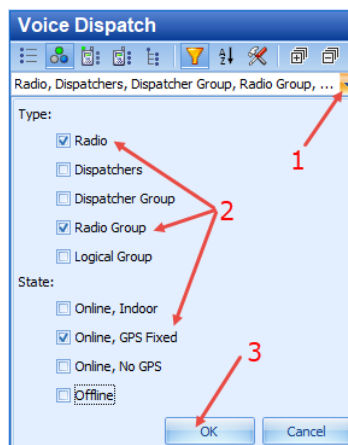 Voice Dispatch
Radio, Dispatchers, Dispatcher Group, Radio Group, ...
1
Type:
Radio
Dispatchers
2
Dispatcher Group
Radio Group
Logical Group
State:
Online, Indoor
Online, GPS Fixed
Online, No GPS
3
Offline
OK Cancel